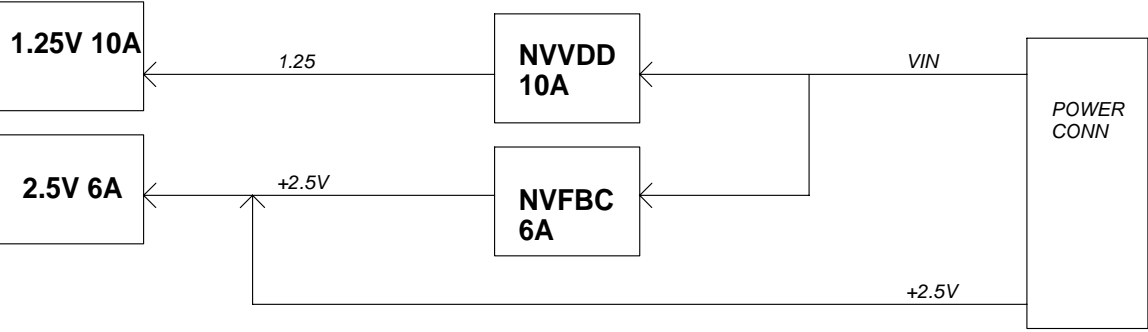 1.25V 10A
1.25
NVVDD
10A
VIN
POWER
CONN
2.5V 6A
+2.5V
NVFBC
6A
+2.5V